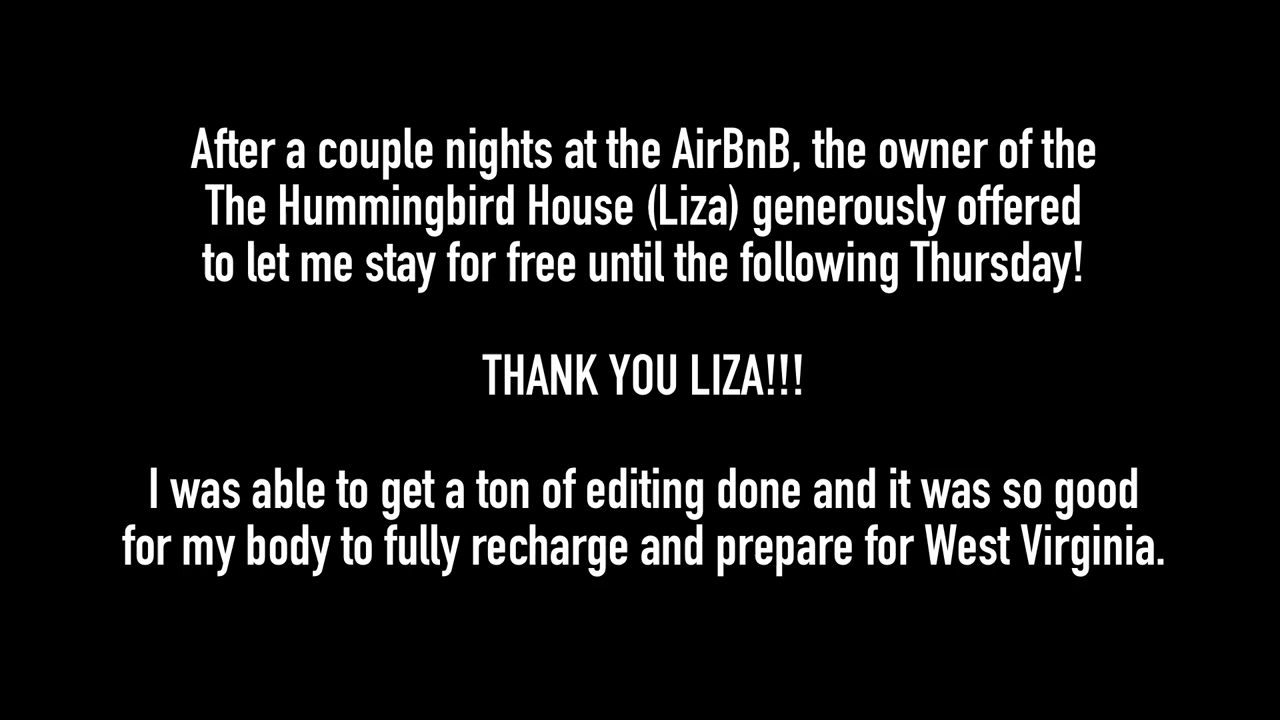 After a couple nights at the AirBnB, the owner of the
The Hummingbird House (Liza) generously offered
to let me stay for free until the following Thursday!
THANK YOU LIZA!!!
I was able to get a ton of editing done and it was so good
for my body to fully recharge and prepare for West Virginia.